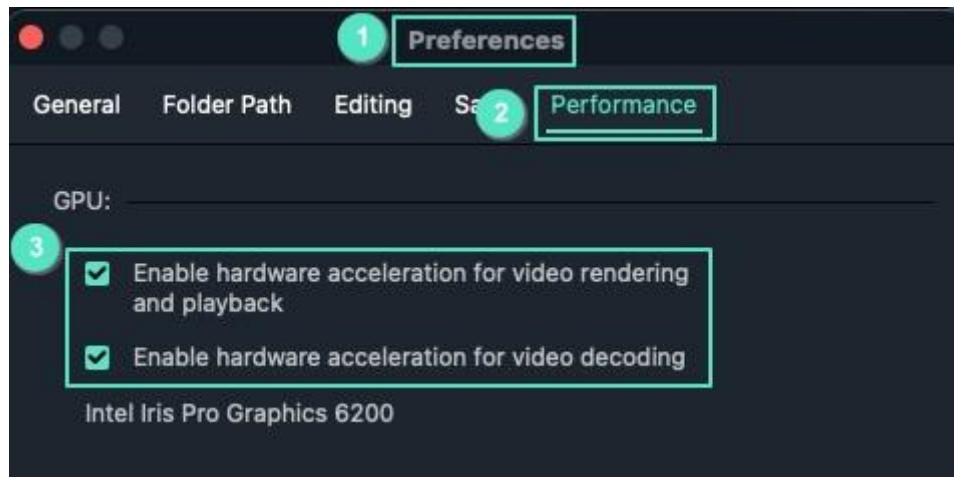 1 Preferences
General Folder Path Editing Sa 2 Performance
GPU:
3
Enable hardware acceleration for video rendering
and playback
Enable hardware acceleration for video decoding
Intel Iris Pro Graphics 6200